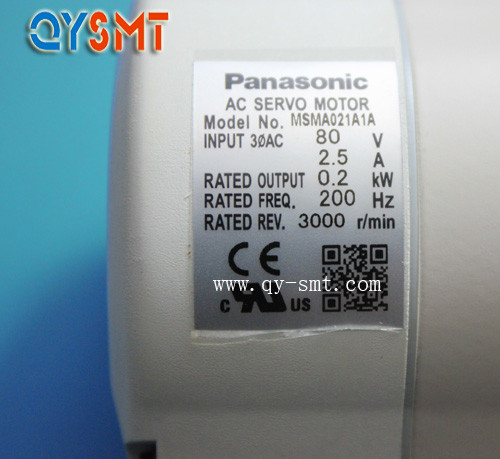 QYSMT
Panasonic
AC SERVO MOTOR
Model No. MSMA021A1A
INPUT 3ØAC 80 V
2.5 A
RATED OUTPUT 0.2 kW
RATED FREQ. 200 Hz
RATED REV. 3000 r/min
CE
www.qy-smt.com
C UR US